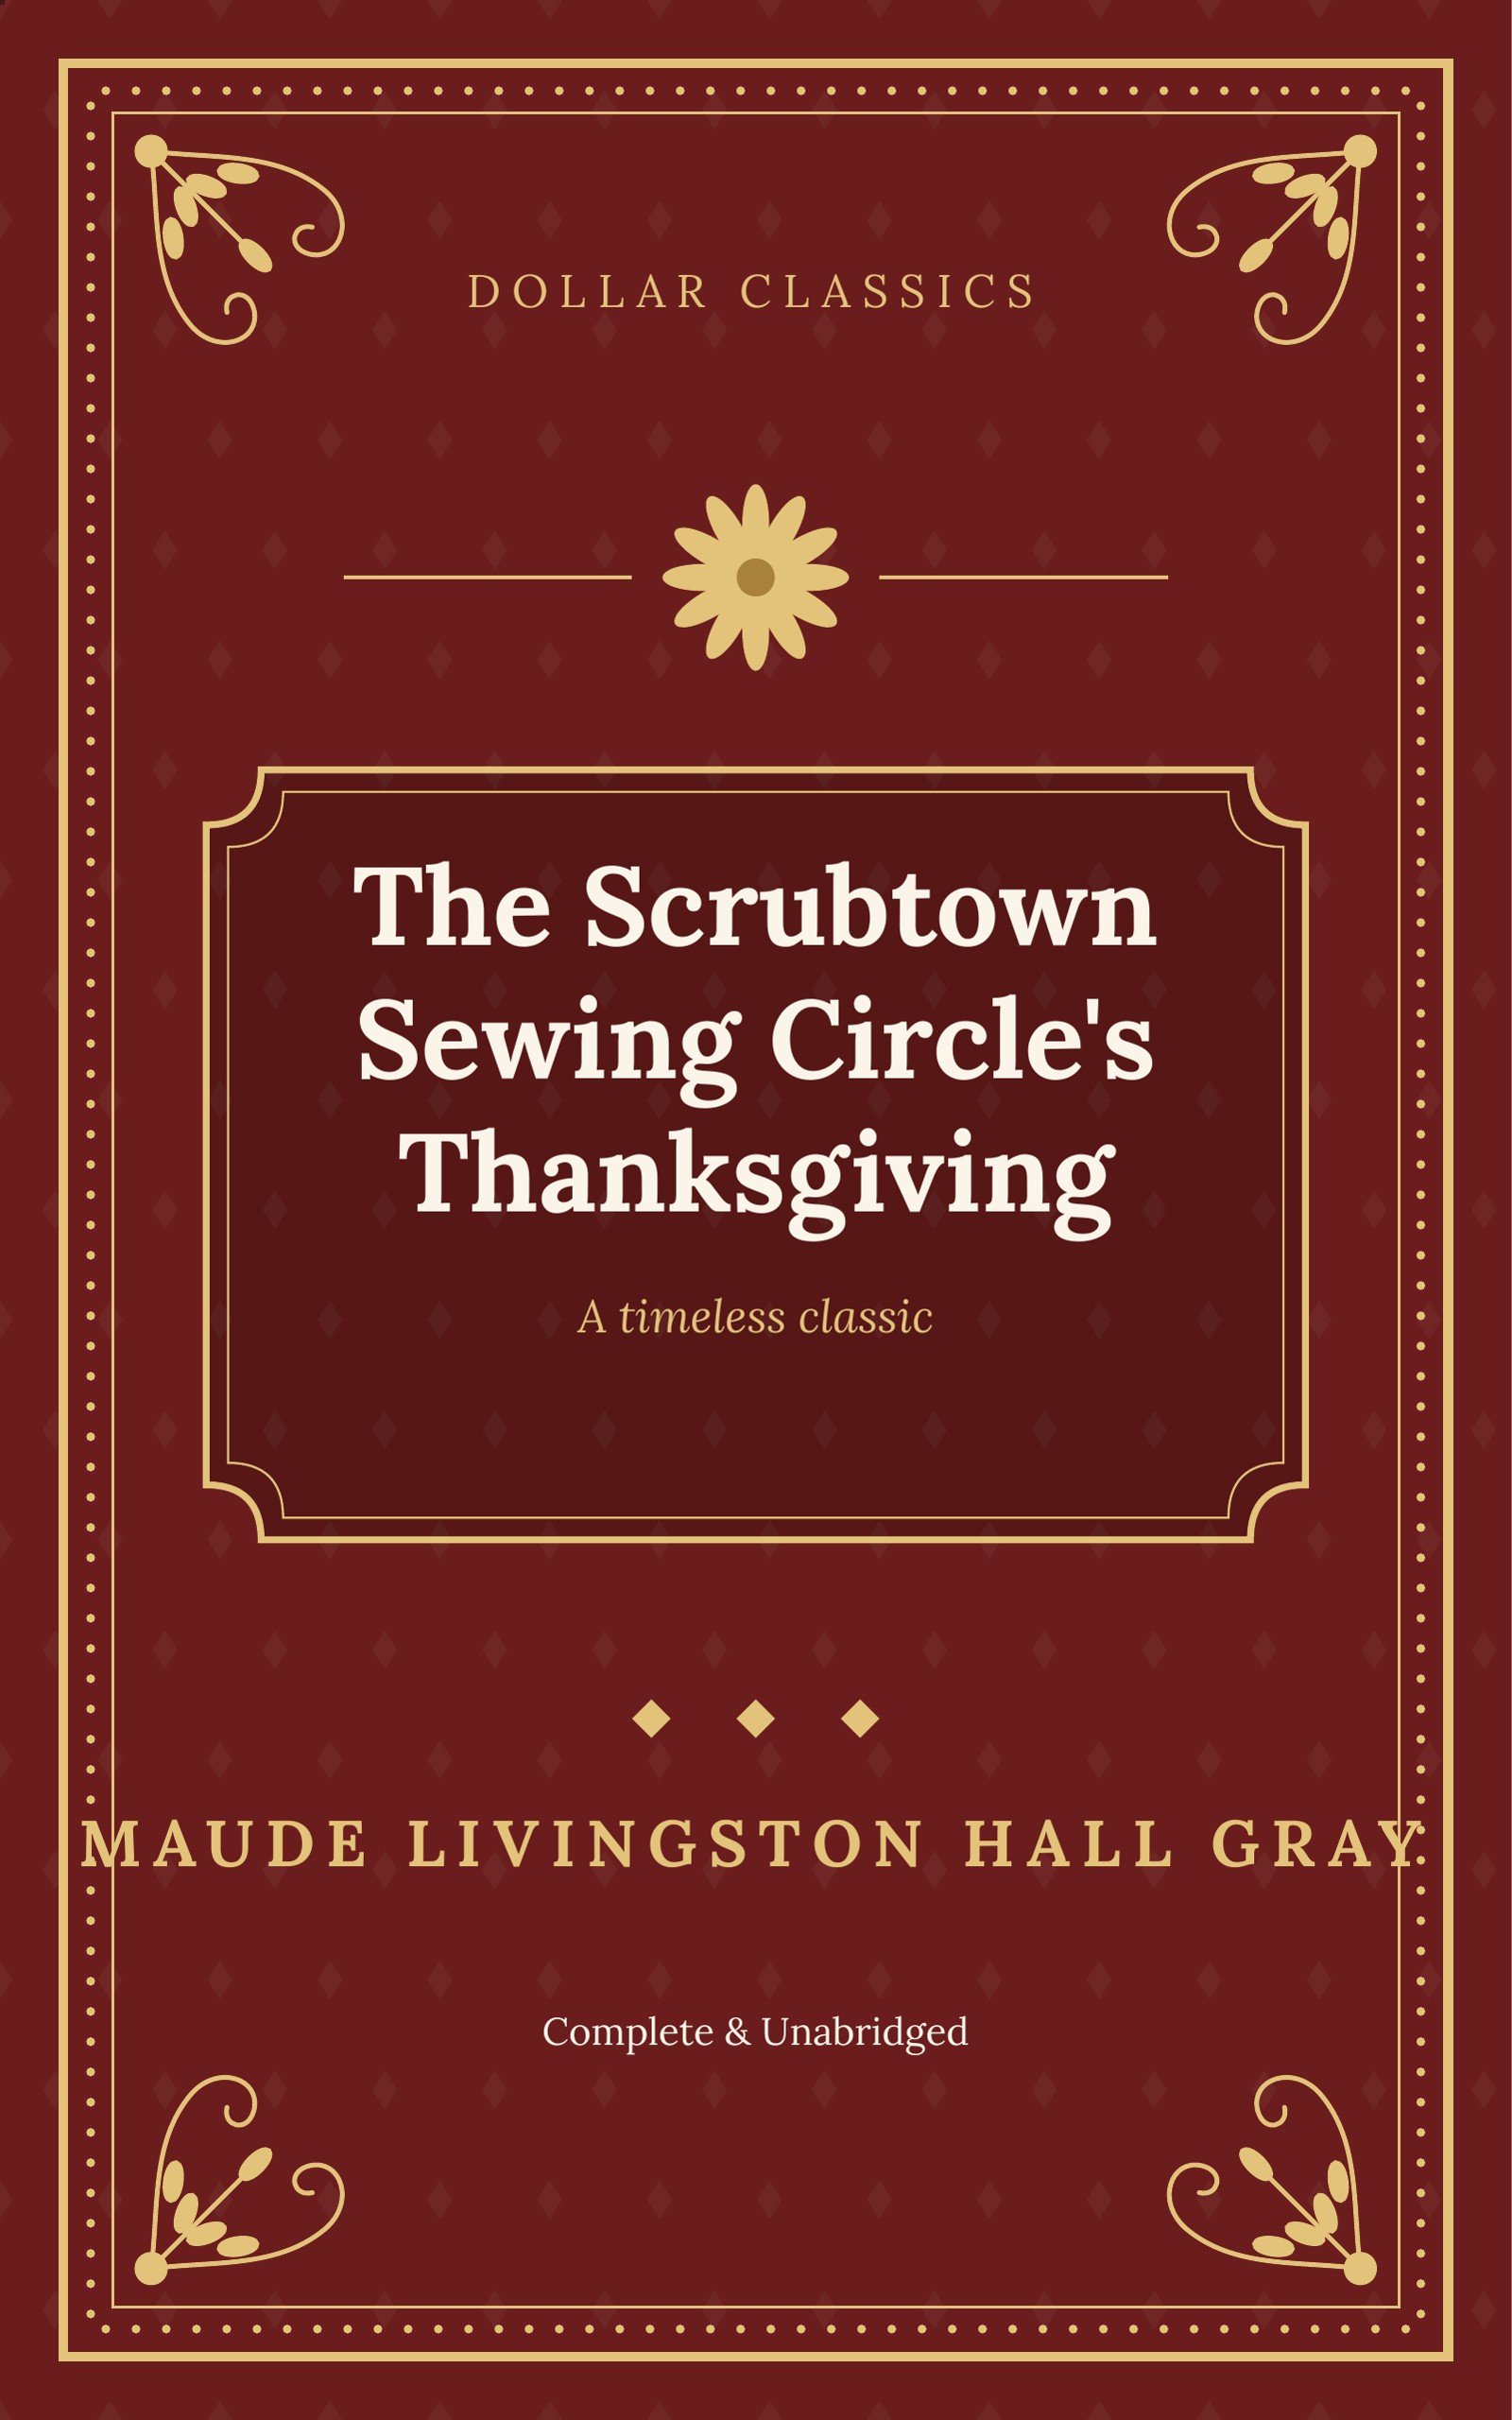 DOLLAR CLASSICS
The Scrubtown
Sewing Circle's
Thanksgiving
A timeless classic
MAUDE LIVINGSTON HALL GRAY
Complete & Unabridged